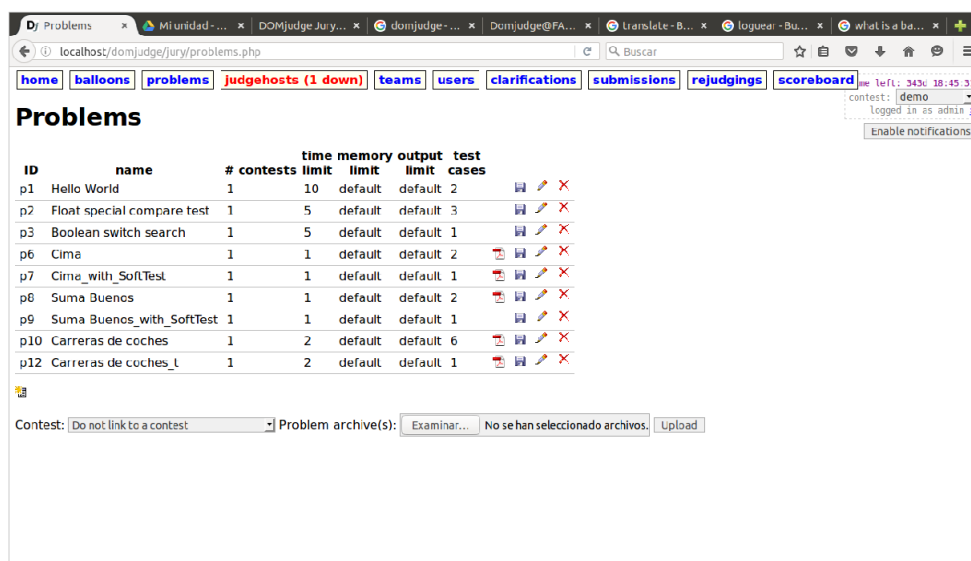 Dj Problems × Mi unidad - ... × DOMjudge Jury... × domjudge - ... × Domjudge@FA... × translate - B... × loguear - Bu... × what is a ba... ×
localhost/domjudge/jury/problems.php Buscar
home balloons problems judgehosts (1 down) teams users clarifications submissions rejudgings scoreboard
me left: 343d 18:45:3
contest: demo
logged in as admin
Enable notifications
Problems
ID name # contests time limit memory limit output limit test cases
p1 Hello World 1 10 default default 2
p2 Float special compare test 1 5 default default 3
p3 Boolean switch search 1 5 default default 1
p6 Cima 1 1 default default 2
p7 Cima_with_SoftTest 1 1 default default 1
p8 Suma Buenos 1 1 default default 2
p9 Suma Buenos_with_SoftTest 1 1 default default 1
p10 Carreras de coches 1 2 default default 6
p12 Carreras de coches_t 1 2 default default 1
Contest: Do not link to a contest Problem archive(s): Examinar... No se han seleccionado archivos. Upload